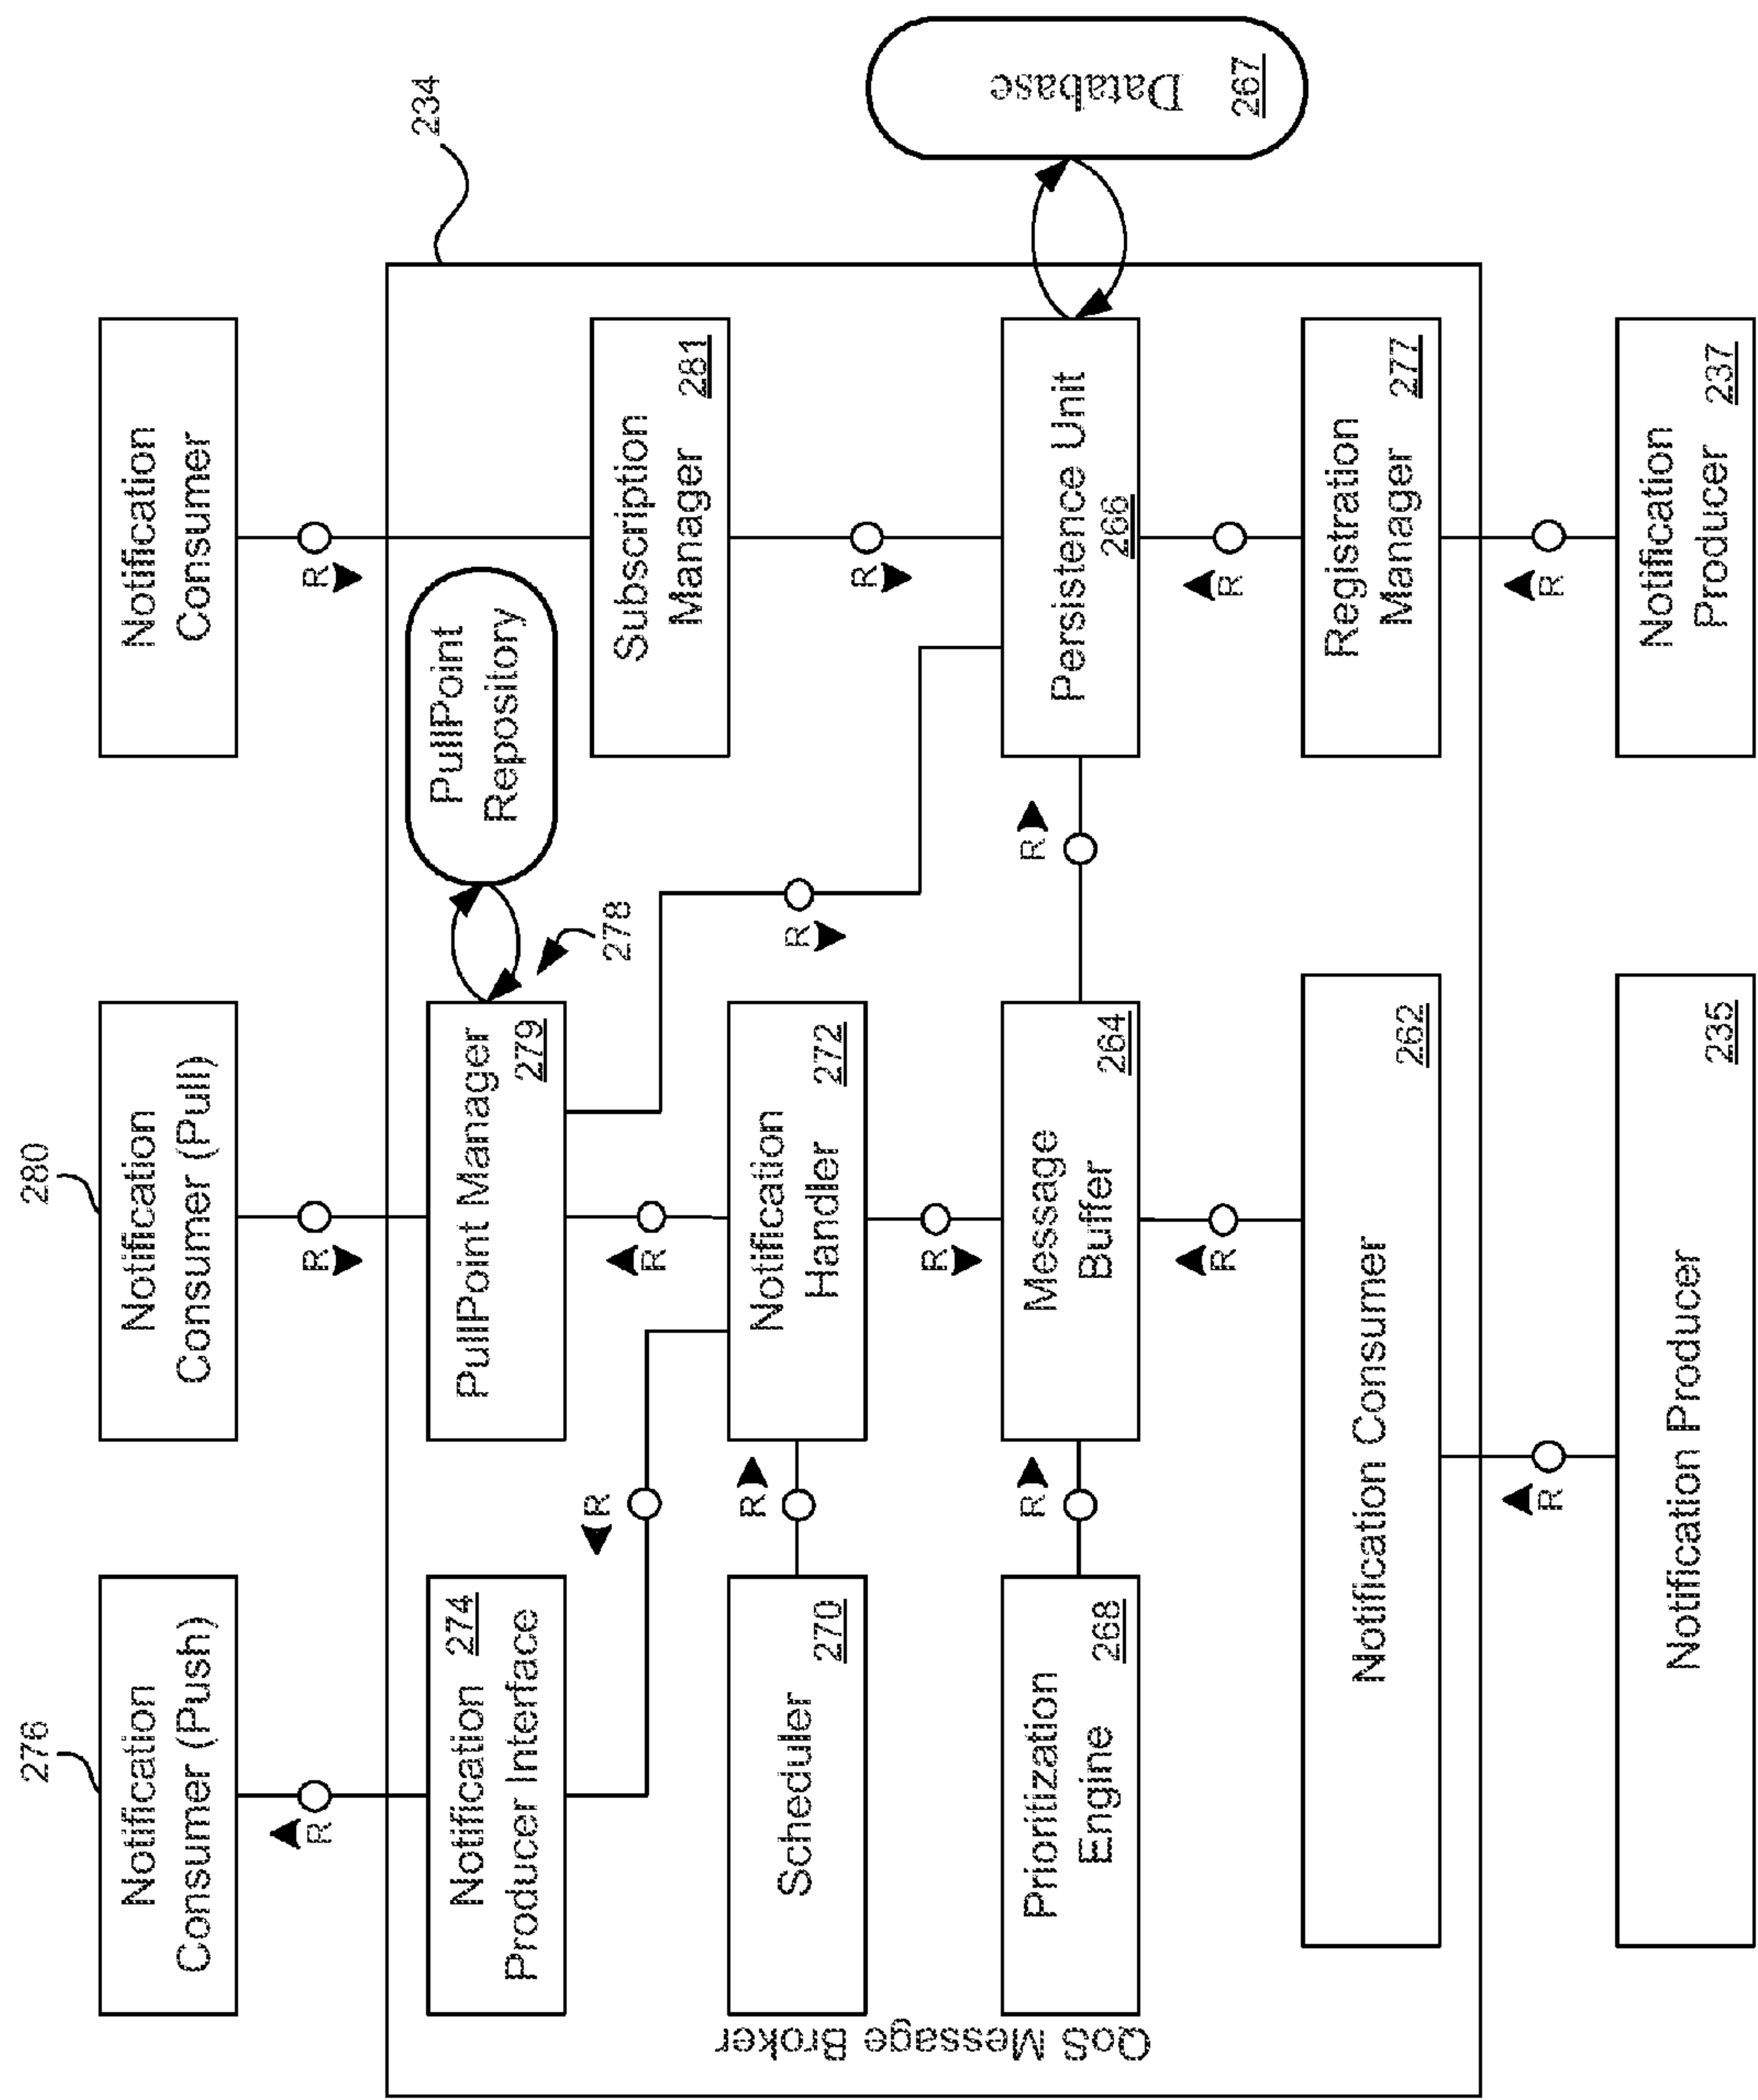 276
Notification
Consumer (Push)
280
Notification
Consumer (Pull)
Notification
Consumer
R
R
R
234
QoS Message Broker
Notification 274
Producer Interface
PullPoint Manager
279
PullPoint
Repository
278
R
R
R
Subscription
Manager 281
Scheduler 270
R
Notification
Handler 272
R
R
Prioritization
Engine 268
R
Message
Buffer 264
R
Persistence Unit
266
Database
267
R
R
Notification Consumer 262
Registration
Manager 277
R
R
Notification Producer 235
Notification
Producer 237